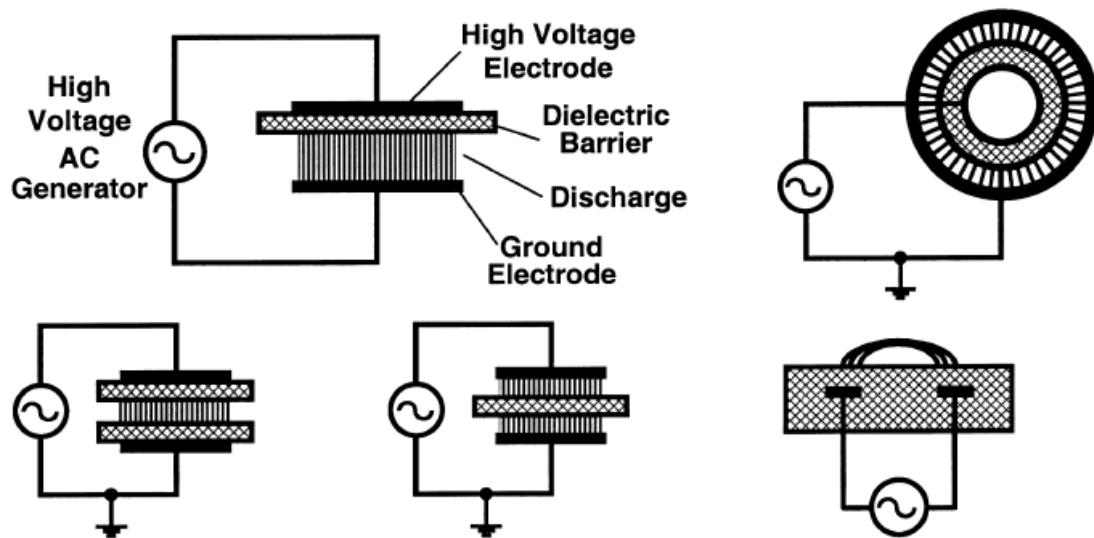 High Voltage
Electrode
High
Voltage
AC
Generator
Dielectric
Barrier
Discharge
Ground
Electrode